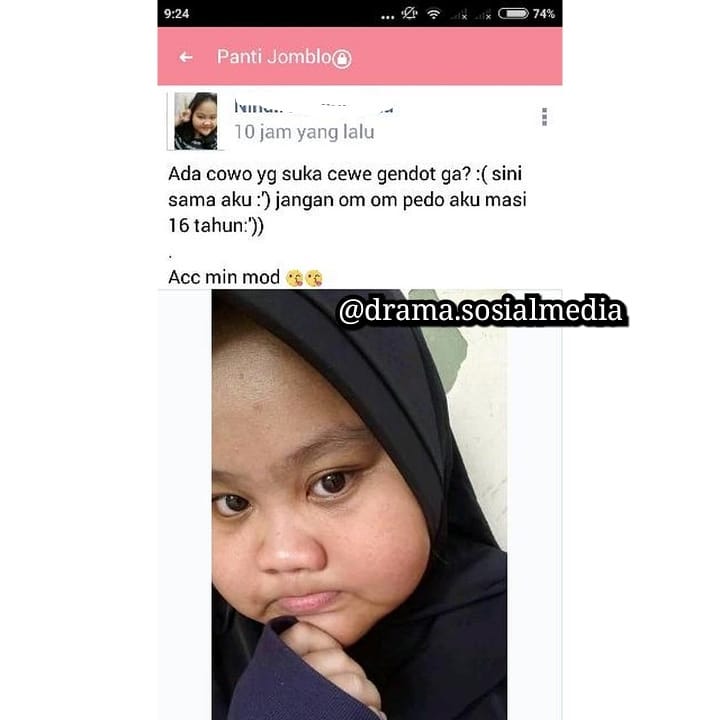 9:24
74%
Panti Jomblo
10 jam yang lalu
Ada cowo yg suka cewe gendot ga? :( sini
sama aku :') jangan om om pedo aku masi
16 tahun:'))
.
Acc min mod 😘😘
@drama.sosialmedia